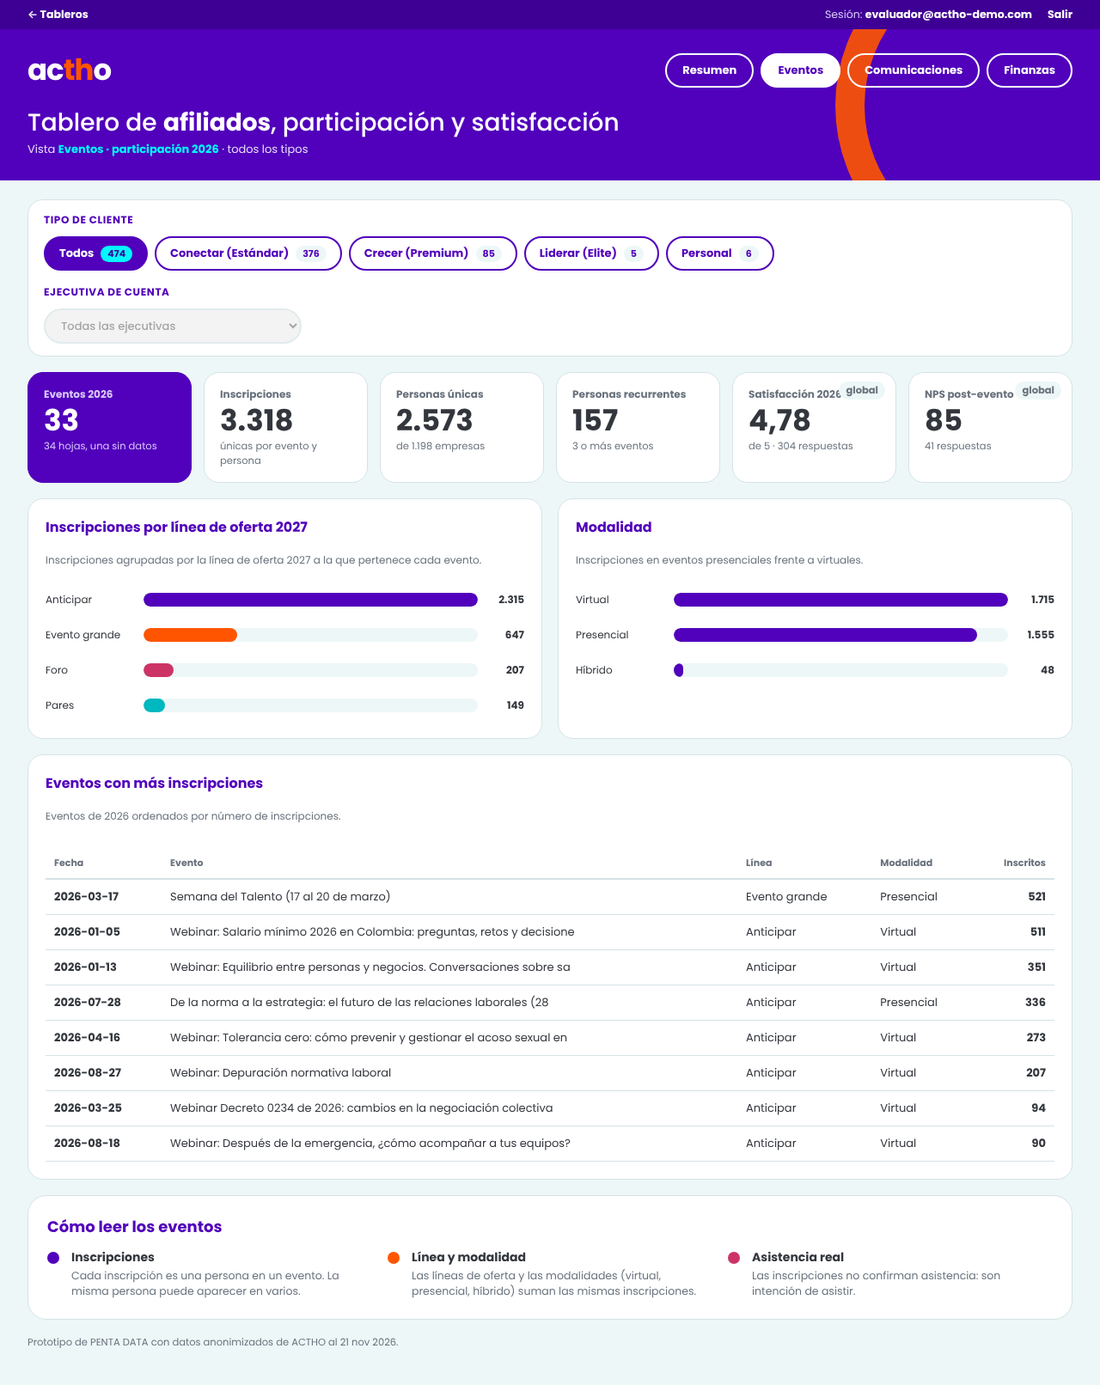 ← Tableros
Sesión: evaluador@actho-demo.com Salir
actho
Resumen Eventos Comunicaciones Finanzas
Tablero de afiliados, participación y satisfacción
Vista Eventos · participación 2026 · todos los tipos
TIPO DE CLIENTE
Todos 474 Conectar (Estándar) 376 Crecer (Premium) 85 Liderar (Elite) 5 Personal 6
EJECUTIVA DE CUENTA
Todas las ejecutivas
Eventos 2026
33
34 hojas, una sin datos
Inscripciones
3.318
únicas por evento y
persona
Personas únicas
2.573
de 1.198 empresas
Personas recurrentes
157
3 o más eventos
Satisfacción 2026 global
4,78
de 5 · 304 respuestas
NPS post-evento global
85
41 respuestas
Inscripciones por línea de oferta 2027
Inscripciones agrupadas por la línea de oferta 2027 a la que pertenece cada evento.
Anticipar 2.315
Evento grande 647
Foro 207
Pares 149
Modalidad
Inscripciones en eventos presenciales frente a virtuales.
Virtual 1.715
Presencial 1.555
Híbrido 48
Eventos con más inscripciones
Eventos de 2026 ordenados por número de inscripciones.
Fecha Evento Línea Modalidad Inscritos
2026-03-17 Semana del Talento (17 al 20 de marzo) Evento grande Presencial 521
2026-01-05 Webinar: Salario mínimo 2026 en Colombia: preguntas, retos y decisione Anticipar Virtual 511
2026-01-13 Webinar: Equilibrio entre personas y negocios. Conversaciones sobre sa Anticipar Virtual 351
2026-07-28 De la norma a la estrategia: el futuro de las relaciones laborales (28 Anticipar Presencial 336
2026-04-16 Webinar: Tolerancia cero: cómo prevenir y gestionar el acoso sexual en Anticipar Virtual 273
2026-08-27 Webinar: Depuración normativa laboral Anticipar Virtual 207
2026-03-25 Webinar Decreto 0234 de 2026: cambios en la negociación colectiva Anticipar Virtual 94
2026-08-18 Webinar: Después de la emergencia, ¿cómo acompañar a tus equipos? Anticipar Virtual 90
Cómo leer los eventos
Inscripciones
Cada inscripción es una persona en un evento. La
misma persona puede aparecer en varios.
Línea y modalidad
Las líneas de oferta y las modalidades (virtual,
presencial, híbrido) suman las mismas inscripciones.
Asistencia real
Las inscripciones no confirman asistencia: son
intención de asistir.
Prototipo de PENTA DATA con datos anonimizados de ACTHO al 21 nov 2026.